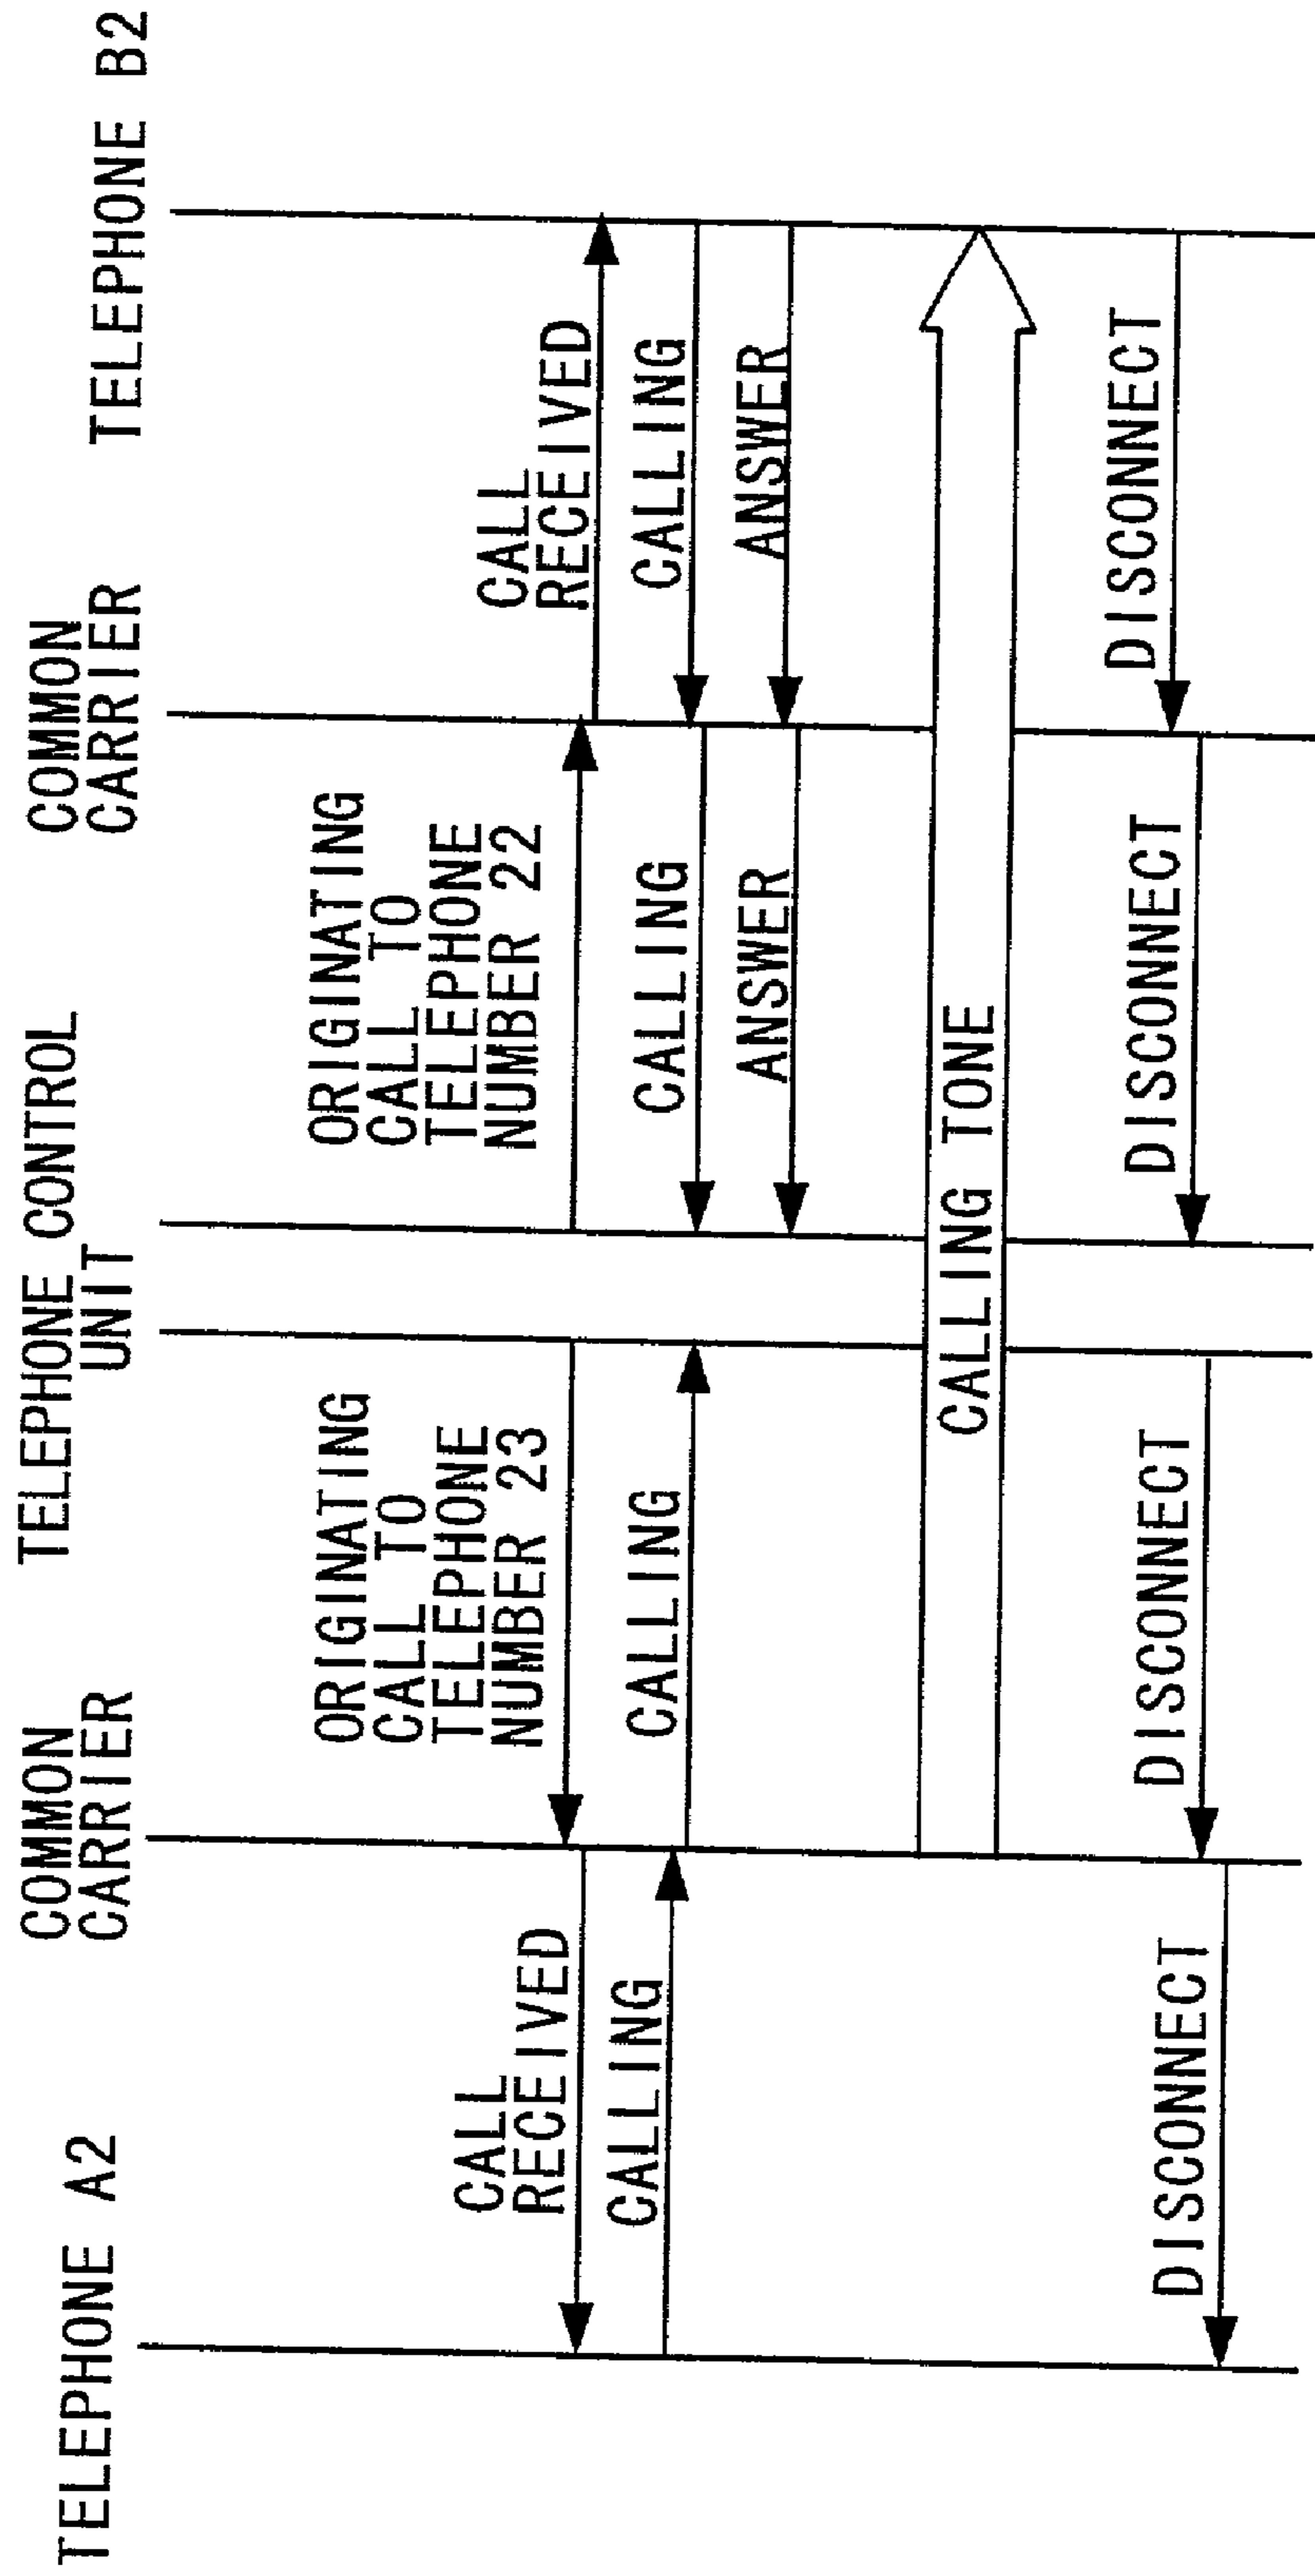 TELEPHONE A2
COMMON
CARRIER
TELEPHONE CONTROL
UNIT
COMMON
CARRIER
TELEPHONE B2
ORIGINATING
CALL TO
TELEPHONE
NUMBER 23
ORIGINATING
CALL TO
TELEPHONE
NUMBER 22
CALL
RECEIVED
CALL
RECEIVED
CALLING
CALLING
CALLING
CALLING
ANSWER
ANSWER
CALLING TONE
DISCONNECT
DISCONNECT
DISCONNECT
DISCONNECT